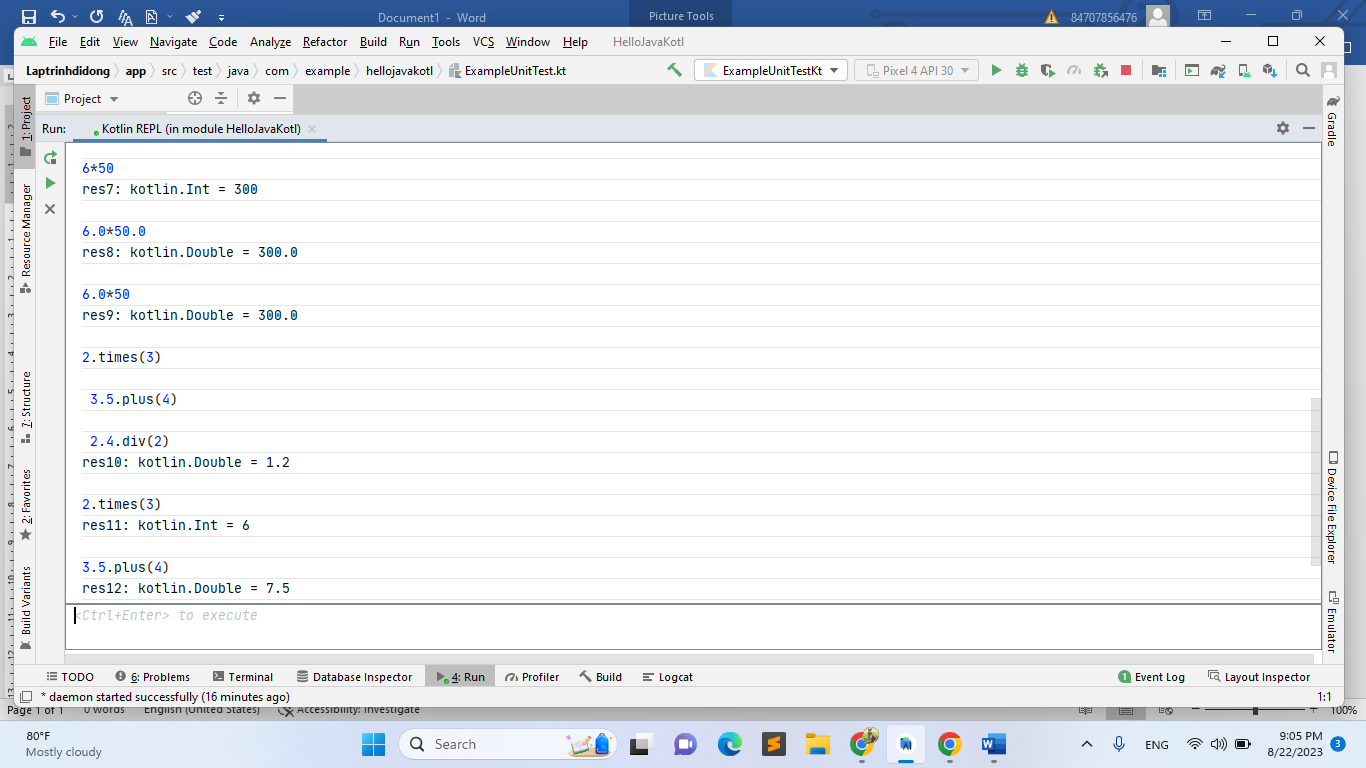 Document1 - Word
Picture Tools
84707856476
File Edit View Navigate Code Analyze Refactor Build Run Tools VCS Window Help HelloJavaKotl
Laptrinhdidong app src test java com example hellojavakotl ExampleUnitTest.kt ExampleUnitTestKt Pixel 4 API 30
Project
1: Project
Resource Manager
7: Structure
2: Favorites
Build Variants
Run: Kotlin REPL (in module HelloJavaKotl)
6*50
res7: kotlin.Int = 300
6.0*50.0
res8: kotlin.Double = 300.0
6.0*50
res9: kotlin.Double = 300.0
2.times(3)
3.5.plus(4)
2.4.div(2)
res10: kotlin.Double = 1.2
2.times(3)
res11: kotlin.Int = 6
3.5.plus(4)
res12: kotlin.Double = 7.5
<Ctrl+Enter> to execute
Gradle
Device File Explorer
Emulator
TODO 6: Problems Terminal Database Inspector 4: Run Profiler Build Logcat 1 Event Log Layout Inspector
* daemon started successfully (16 minutes ago) 1:1
Page 1 of 1 0 words English (United States) Accessibility: Investigate 100%
80°F
Mostly cloudy
Search
ENG
9:05 PM
8/22/2023
3